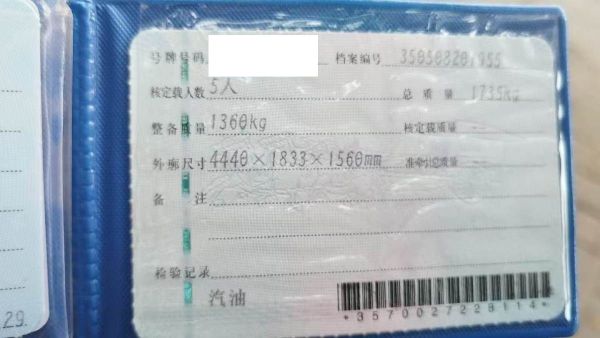 号牌号码 档案编号 350508201955
核定载人数 5人 总质量 1735kg
整备质量 1360kg 核定载质量 --
外廓尺寸 4440×1833×1560mm 准牵引总质量 --
备注
检验记录
汽油
*3570027228114*
29.